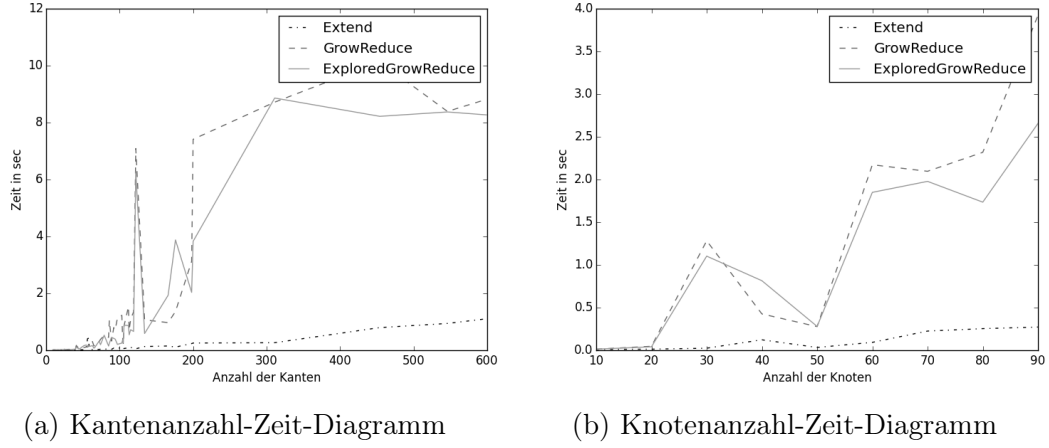 12
10
8
6
4
2
0
Zeit in sec
0 100 200 300 400 500 600
Anzahl der Kanten
Extend
GrowReduce
ExploredGrowReduce
(a) Kantenanzahl-Zeit-Diagramm
4.0
3.5
3.0
2.5
2.0
1.5
1.0
0.5
0.0
Zeit in sec
10 20 30 40 50 60 70 80 90
Anzahl der Knoten
Extend
GrowReduce
ExploredGrowReduce
(b) Knotenanzahl-Zeit-Diagramm